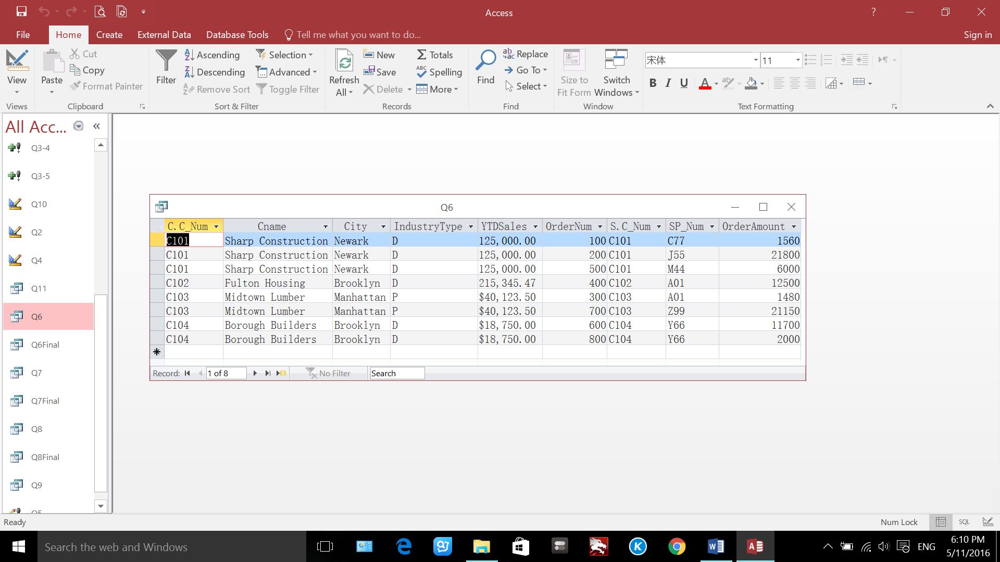 Access
?
File Home Create External Data Database Tools Tell me what you want to do... Sign in
View
Views
Paste
Cut
Copy
Format Painter
Clipboard
Filter
Ascending
Descending
Remove Sort
Selection
Advanced
Toggle Filter
Sort & Filter
Refresh
All
New
Save
Delete
Totals
Spelling
More
Records
Find
Replace
Go To
Select
Find
Size to
Fit Form
Switch
Windows
Window
宋体 11
B I U A
Text Formatting
All Acc...
Q3-4
Q3-5
Q10
Q2
Q4
Q11
Q6
Q6Final
Q7
Q7Final
Q8
Q8Final
Q9
Q6
C.C_Num Cname City IndustryType YTDSales OrderNum S.C_Num SP_Num OrderAmount
C101 Sharp Construction Newark D 125,000.00 100 C101 C77 1560
C101 Sharp Construction Newark D 125,000.00 200 C101 J55 21800
C101 Sharp Construction Newark D 125,000.00 500 C101 M44 6000
C102 Fulton Housing Brooklyn D 215,345.47 400 C102 A01 12500
C103 Midtown Lumber Manhattan P $40,123.50 300 C103 A01 1480
C103 Midtown Lumber Manhattan P $40,123.50 700 C103 Z99 21150
C104 Borough Builders Brooklyn D $18,750.00 600 C104 Y66 11700
C104 Borough Builders Brooklyn D $18,750.00 800 C104 Y66 2000
Record: 1 of 8 No Filter Search
Ready Num Lock SQL
Search the web and Windows
ENG
6:10 PM
5/11/2016